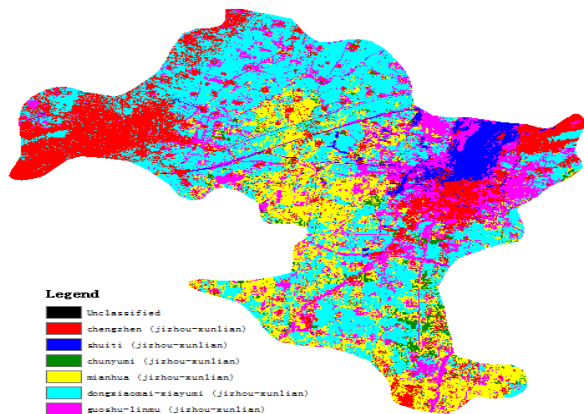 Legend
Unclassified
chengzhen (jizhou-xunlian)
shuiti (jizhou-xunlian)
chunyumi (jizhou-xunlian)
mianhua (jizhou-xunlian)
dongxiaomai-xiayumi (jizhou-xunlian)
guoshu-linmu (jizhou-xunlian)